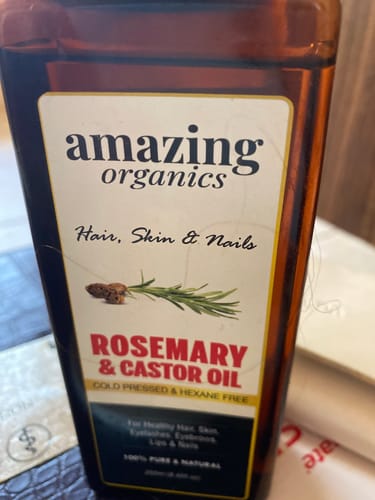 amazing
organics
Hair, Skin & Nails
ROSEMARY
& CASTOR OIL
COLD PRESSED & HEXANE FREE
For Healthy Hair, Skin,
Eyelashes, Eyebrows,
Lips & Nails
100% PURE & NATURAL